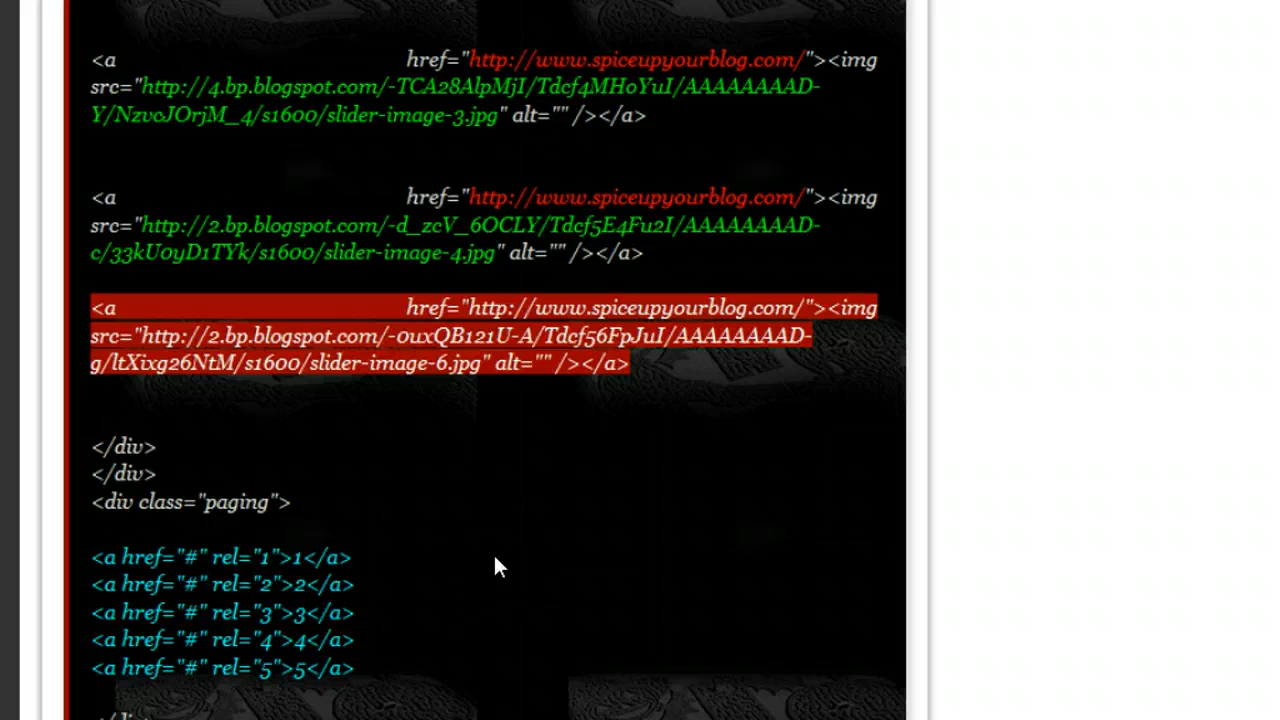 <a href="http://www.spiceupyourblog.com/"><img
src="http://4.bp.blogspot.com/-TCA28AlpMjI/Tdcf4MHoYuI/AAAAAAAAD-
Y/NzvcJOrjM_4/s1600/slider-image-3.jpg" alt="" /></a>
<a href="http://www.spiceupyourblog.com/"><img
src="http://2.bp.blogspot.com/-d_zcV_6OCLY/Tdcf5E4Fu2I/AAAAAAAAD-
c/33kU0yD1TYk/s1600/slider-image-4.jpg" alt="" /></a>
<a href="http://www.spiceupyourblog.com/"><img
src="http://2.bp.blogspot.com/-0uxQB121U-A/Tdcf56FpJuI/AAAAAAAAD-
g/ltXixg26NtM/s1600/slider-image-6.jpg" alt="" /></a>
</div>
</div>
<div class="paging">
<a href="#" rel="1">1</a>
<a href="#" rel="2">2</a>
<a href="#" rel="3">3</a>
<a href="#" rel="4">4</a>
<a href="#" rel="5">5</a>